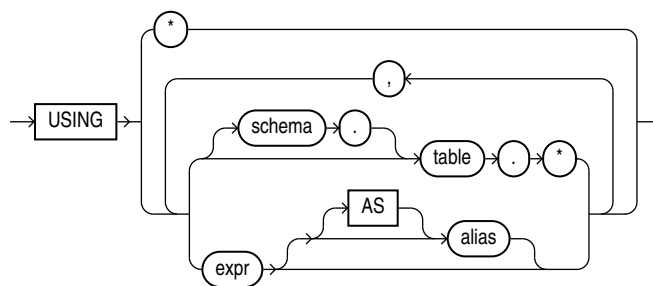 *
,
USING
schema .
table . *
AS
alias
expr